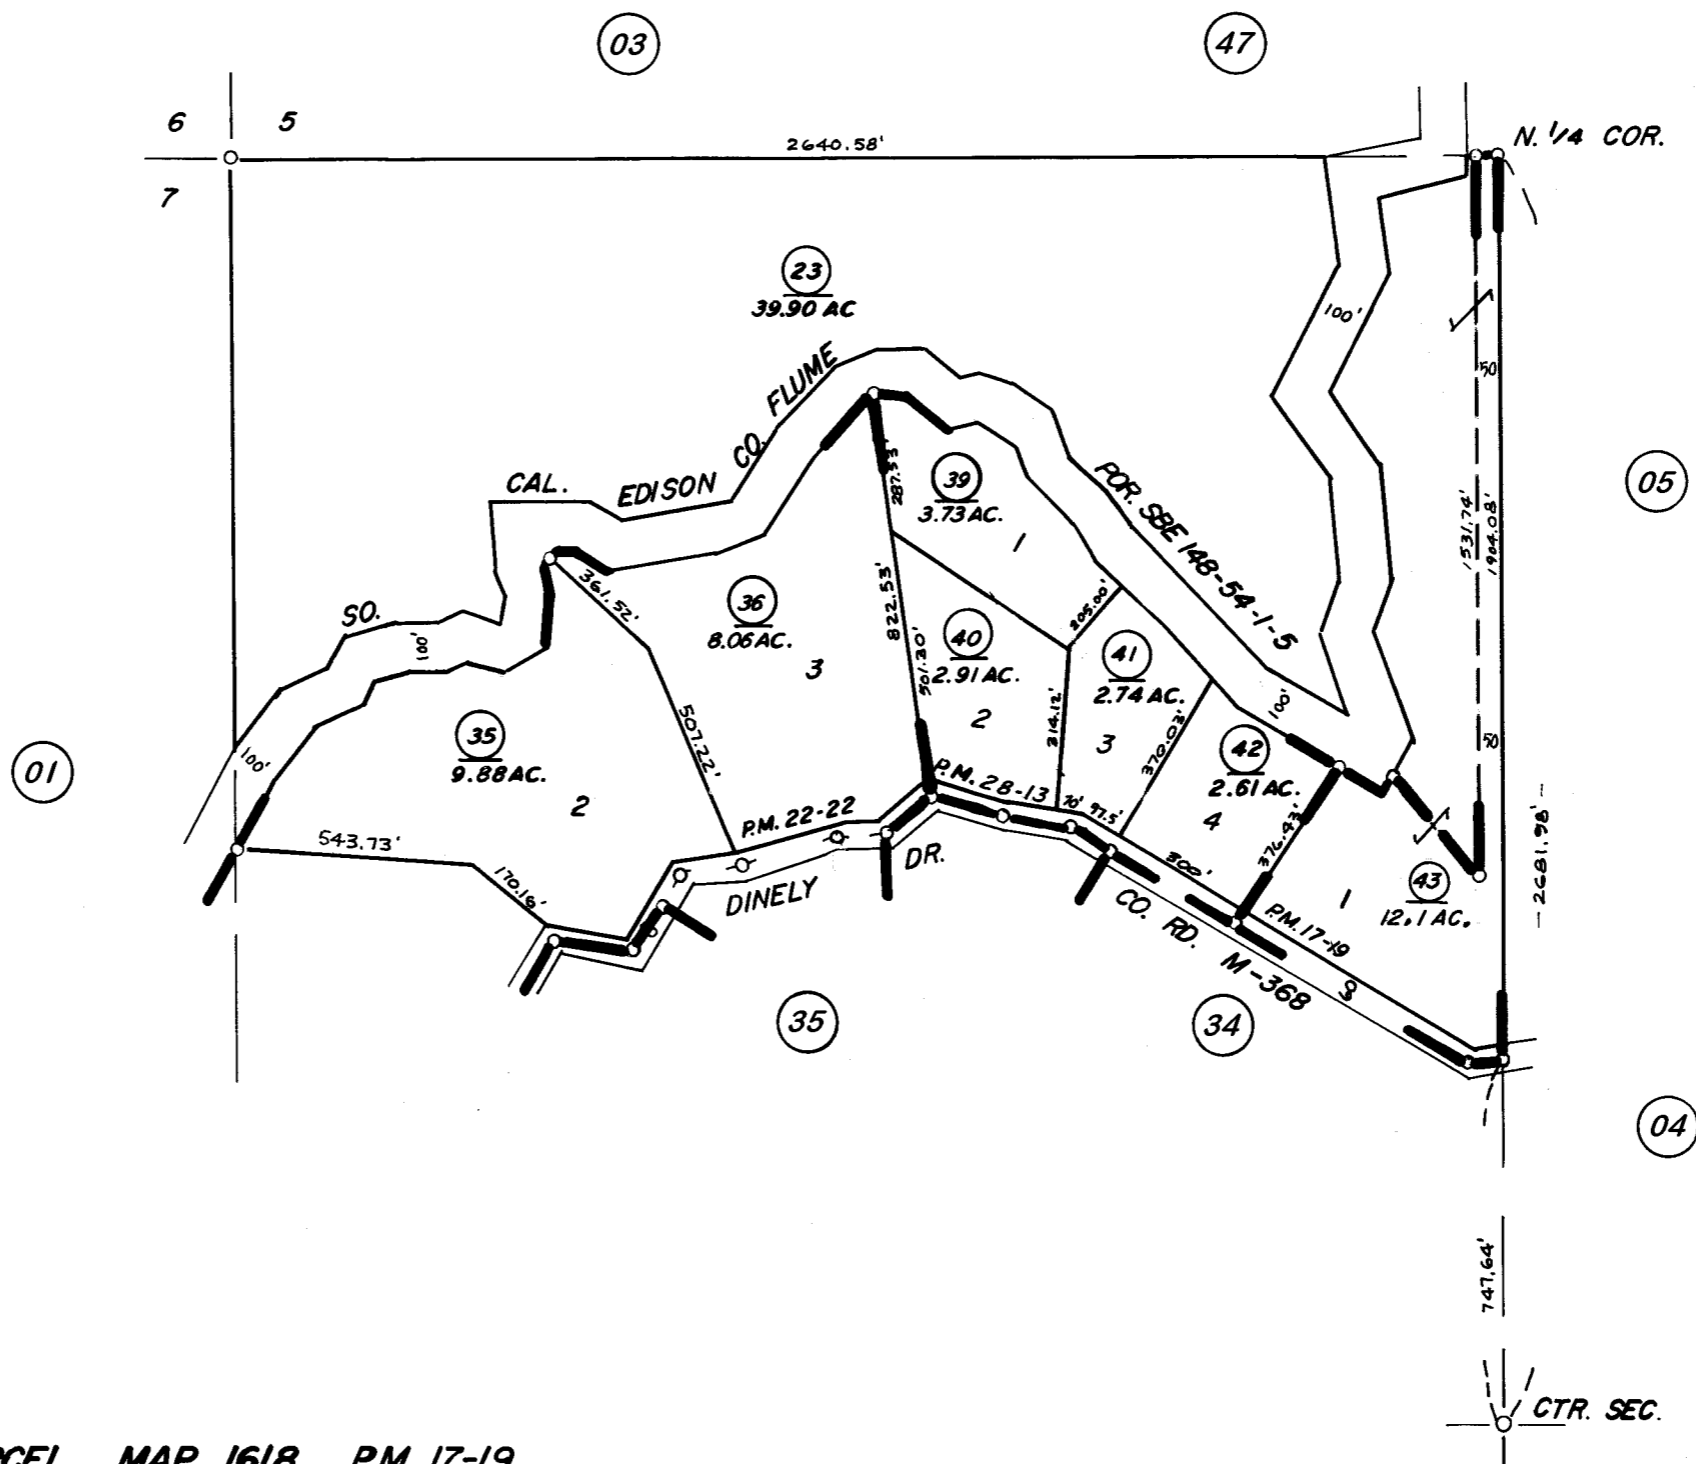 03
47
6 5
2640.58'
N. 1/4 COR.
7
23
39.90 AC
100'
50
SO. CAL. EDISON CO. FLUME
POR. SBE 148-54-1-5
287.53'
39
3.73 AC.
1
05
1531.74'
1904.08'
361.52'
36
8.06 AC.
3
822.53'
501.30'
205.00'
40
2.91 AC.
2
41
2.74 AC.
3
314.12'
370.03'
100'
100'
100'
507.22'
35
9.88 AC.
2
01
42
2.61 AC.
4
50
P.M. 22-22
P.M. 28-13
70'
97.5'
300'
376.43'
543.73'
170.16
43
12.1 AC.
1
-2681.98'-
P.M. 17-19
DINELY DR.
CO. RD. M-368
35
34
04
747.64'
CTR. SEC.
MAP 1618 P.M. 17-19